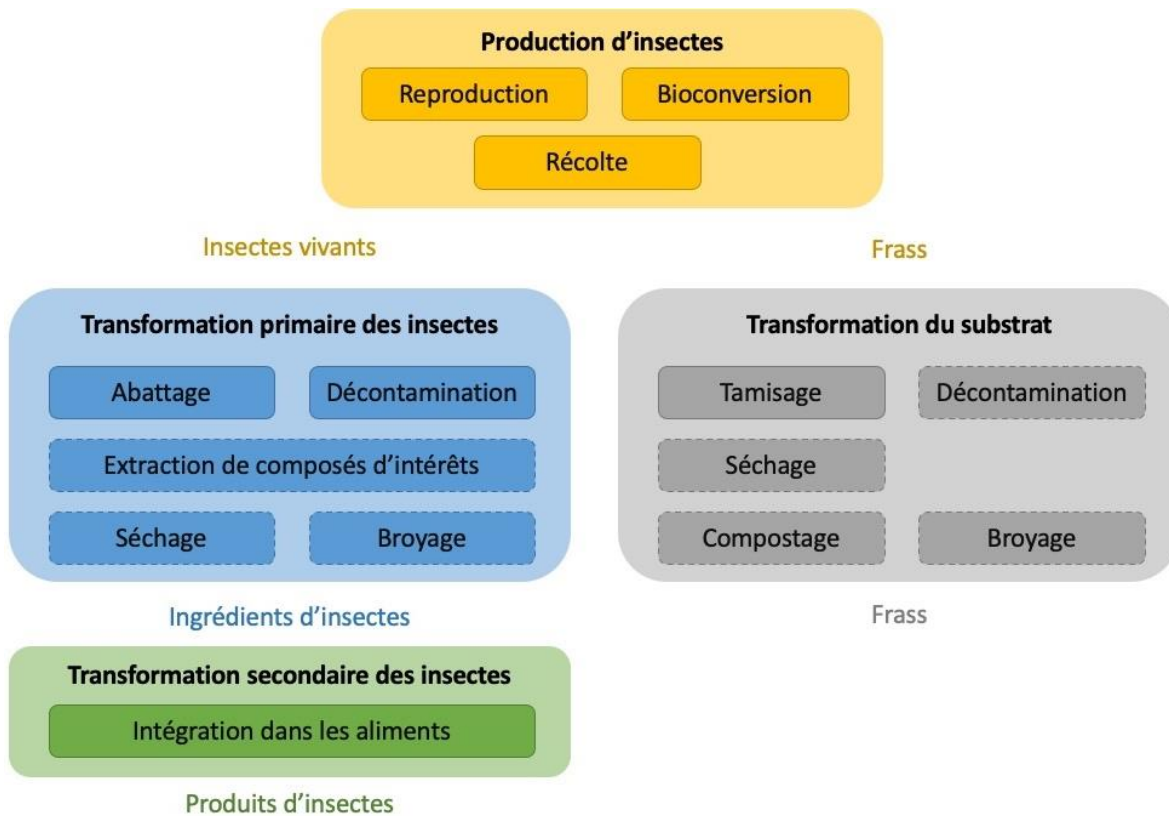 Production d’insectes
Reproduction
Bioconversion
Récolte
Insectes vivants
Frass
Transformation primaire des insectes
Abattage
Décontamination
Extraction de composés d’intérêts
Séchage
Broyage
Transformation du substrat
Tamisage
Décontamination
Séchage
Compostage
Broyage
Ingrédients d’insectes
Frass
Transformation secondaire des insectes
Intégration dans les aliments
Produits d’insectes